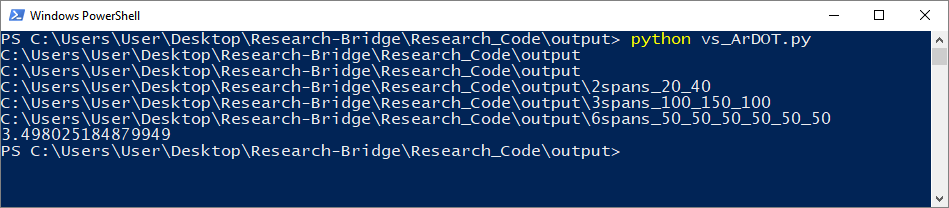 Windows PowerShell
PS C:\Users\User\Desktop\Research-Bridge\Research_Code\output> python vs_ArDOT.py
C:\Users\User\Desktop\Research-Bridge\Research_Code\output
C:\Users\User\Desktop\Research-Bridge\Research_Code\output
C:\Users\User\Desktop\Research-Bridge\Research_Code\output\2spans_20_40
C:\Users\User\Desktop\Research-Bridge\Research_Code\output\3spans_100_150_100
C:\Users\User\Desktop\Research-Bridge\Research_Code\output\6spans_50_50_50_50_50_50
3.498025184879949
PS C:\Users\User\Desktop\Research-Bridge\Research_Code\output>